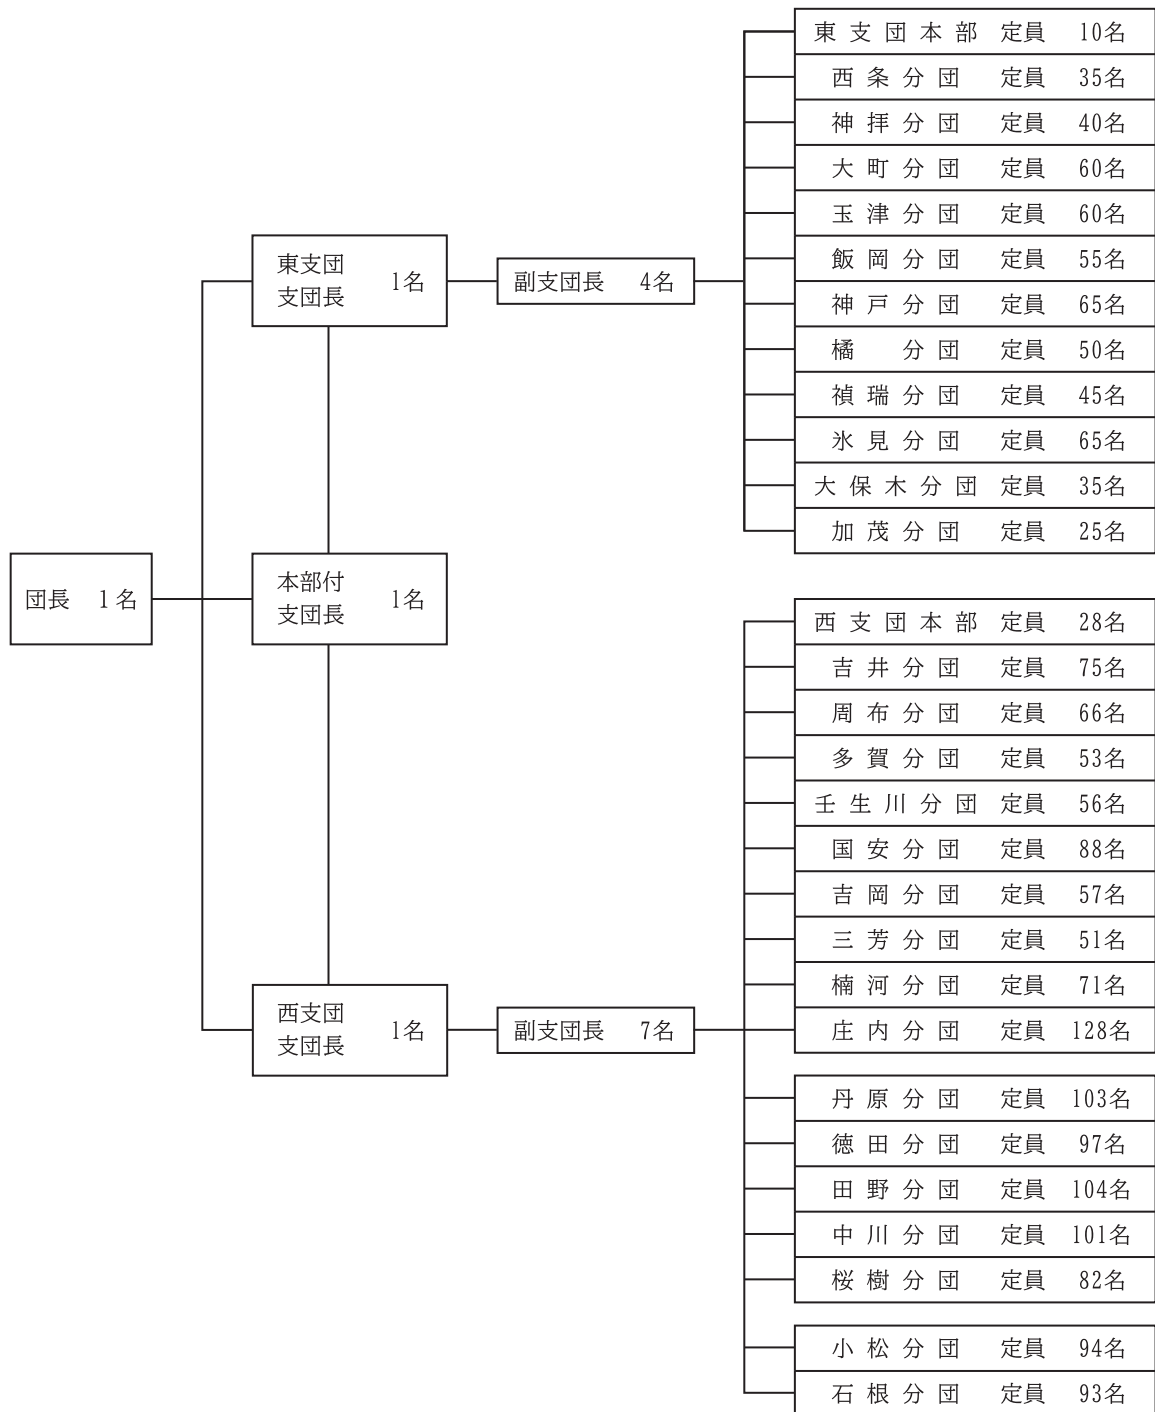 東支団本部 定員 10名
西条分団 定員 35名
神拝分団 定員 40名
大町分団 定員 60名
玉津分団 定員 60名
飯岡分団 定員 55名
神戸分団 定員 65名
橘 分団 定員 50名
禎瑞分団 定員 45名
氷見分団 定員 65名
大保木分団 定員 35名
加茂分団 定員 25名
東支団
支団長 1名
副支団長 4名
団長 1名
本部付
支団長 1名
西支団
支団長 1名
副支団長 7名
西支団本部 定員 28名
吉井分団 定員 75名
周布分団 定員 66名
多賀分団 定員 53名
壬生川分団 定員 56名
国安分団 定員 88名
吉岡分団 定員 57名
三芳分団 定員 51名
楠河分団 定員 71名
庄内分団 定員 128名
丹原分団 定員 103名
徳田分団 定員 97名
田野分団 定員 104名
中川分団 定員 101名
桜樹分団 定員 82名
小松分団 定員 94名
石根分団 定員 93名